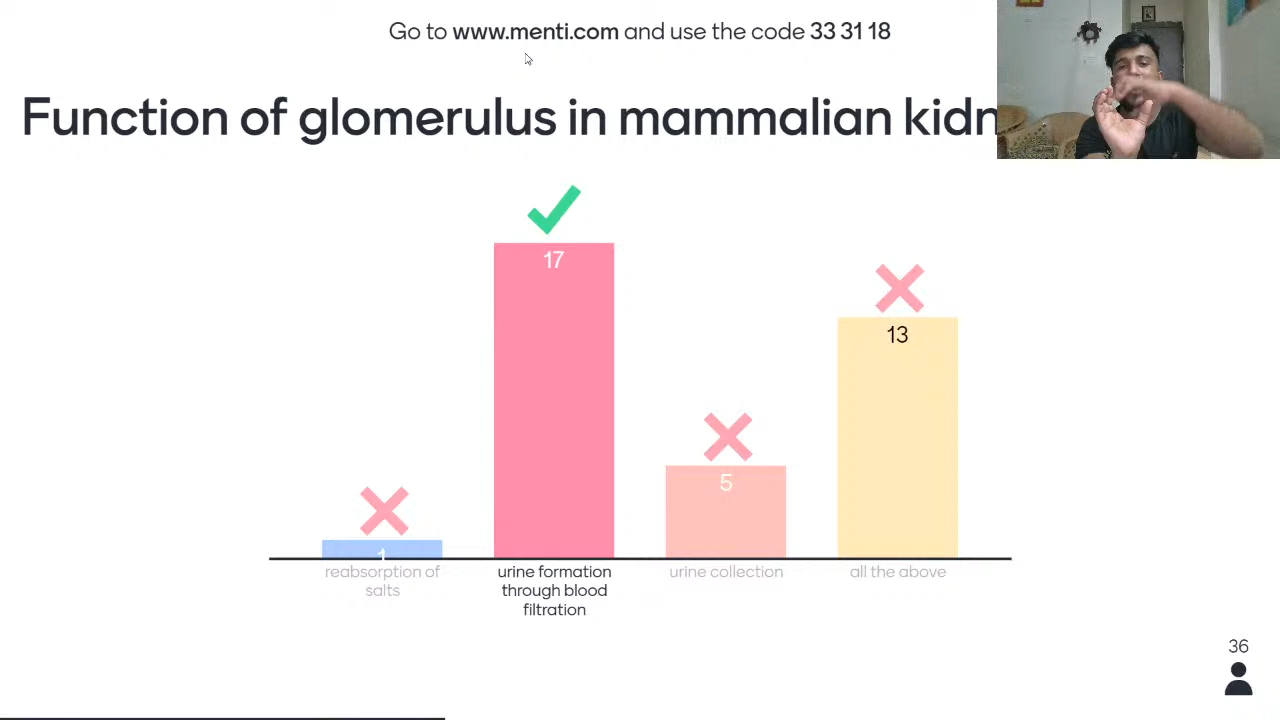 Go to www.menti.com and use the code 33 31 18
Function of glomerulus in mammalian
17
13
5
1
reabsorption of
salts
urine formation
through blood
filtration
urine collection
all the above
36